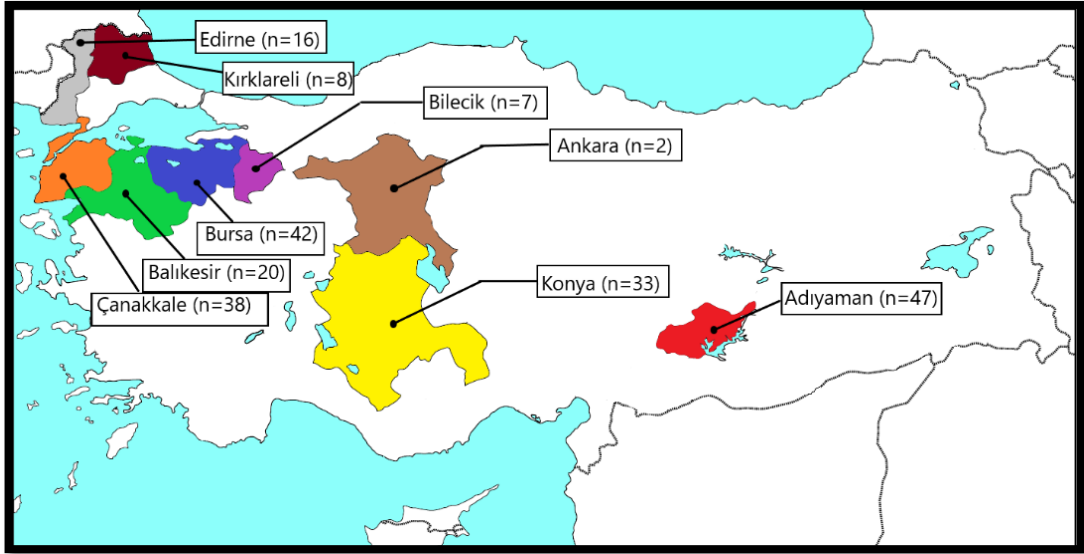 Edirne (n=16)
Kırklareli (n=8)
Bilecik (n=7)
Ankara (n=2)
Bursa (n=42)
Balıkesir (n=20)
Konya (n=33)
Çanakkale (n=38)
Adıyaman (n=47)